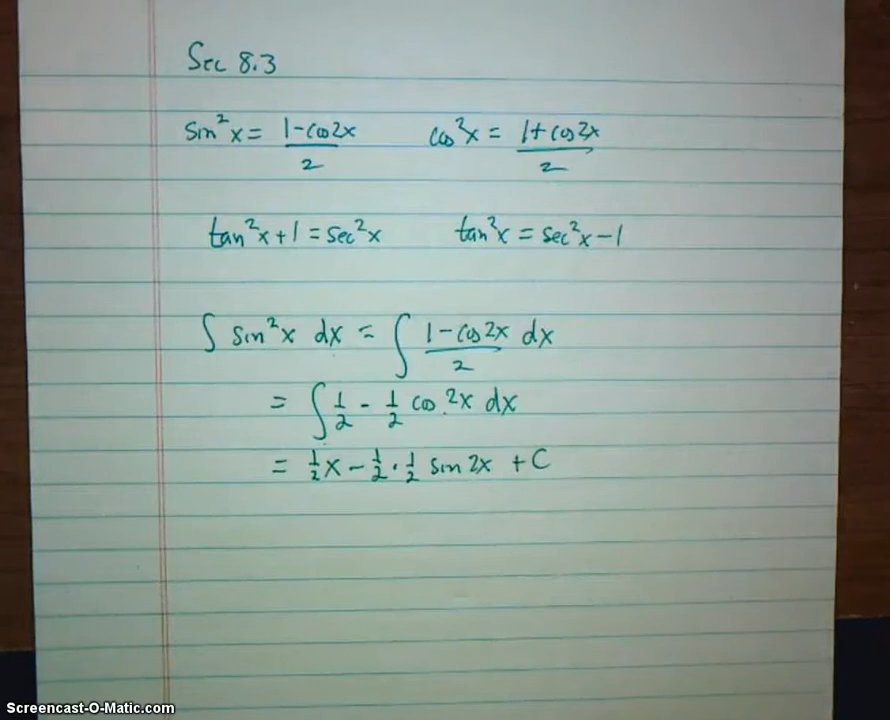 Sec 8.3
sin²x = (1-cos2x)/2 cos²x = (1+cos2x)/2
tan²x+1 = sec²x tan²x = sec²x-1
∫ sin²x dx = ∫ (1-cos2x)/2 dx
= ∫ 1/2 - 1/2 cos 2x dx
= 1/2 x - 1/2 · 1/2 sin 2x + C
Screencast-O-Matic.com